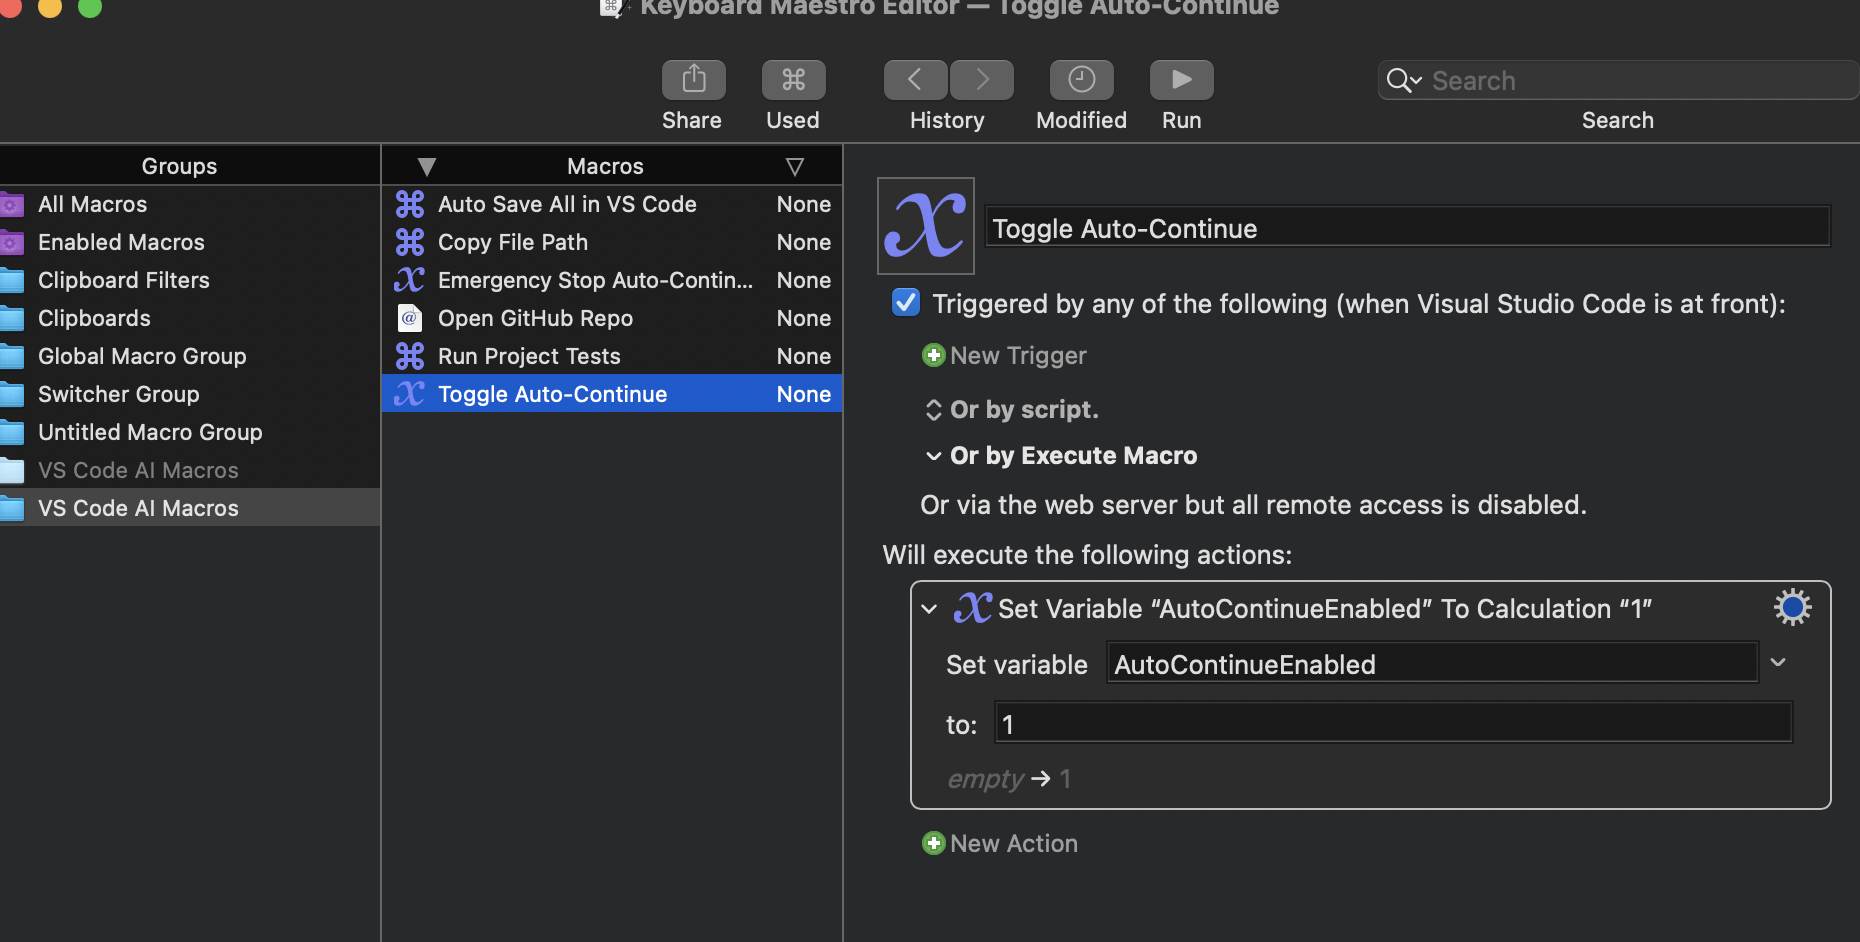 Keyboard Maestro Editor — Toggle Auto-Continue
Share
Used
History
Modified
Run
Search
Search
Groups
All Macros
Enabled Macros
Clipboard Filters
Clipboards
Global Macro Group
Switcher Group
Untitled Macro Group
VS Code AI Macros
VS Code AI Macros
Macros
Auto Save All in VS Code None
Copy File Path None
Emergency Stop Auto-Contin... None
Open GitHub Repo None
Run Project Tests None
Toggle Auto-Continue None
Toggle Auto-Continue
Triggered by any of the following (when Visual Studio Code is at front):
New Trigger
Or by script.
Or by Execute Macro
Or via the web server but all remote access is disabled.
Will execute the following actions:
Set Variable “AutoContinueEnabled” To Calculation “1”
Set variable AutoContinueEnabled
to: 1
empty → 1
New Action